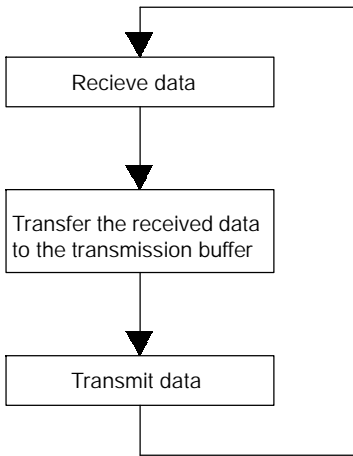 Recieve data
Transfer the received data
to the transmission buffer
Transmit data